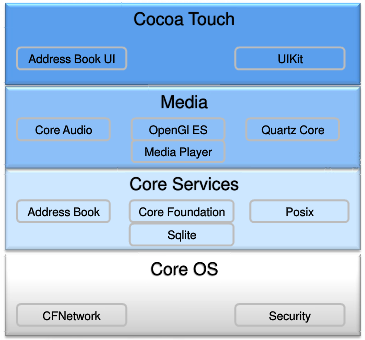 Cocoa Touch
Address Book UI
UIKit
Media
Core Audio
OpenGl ES
Quartz Core
Media Player
Core Services
Address Book
Core Foundation
Posix
Sqlite
Core OS
CFNetwork
Security